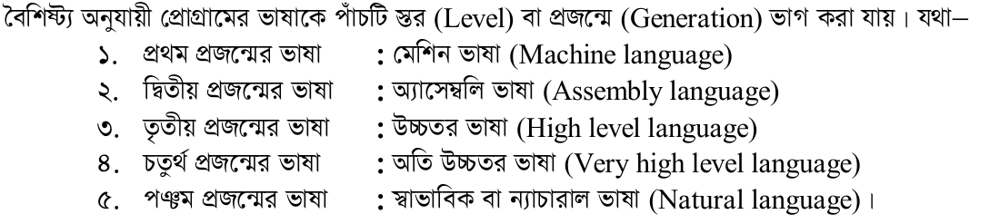 বৈশিষ্ট্য অনুযায়ী প্রোগ্রামের ভাষাকে পাঁচটি স্তর (Level) বা প্রজন্মে (Generation) ভাগ করা যায়। যথা–
১. প্রথম প্রজন্মের ভাষা : মেশিন ভাষা (Machine language)
২. দ্বিতীয় প্রজন্মের ভাষা : অ্যাসেম্বলি ভাষা (Assembly language)
৩. তৃতীয় প্রজন্মের ভাষা : উচ্চতর ভাষা (High level language)
৪. চতুর্থ প্রজন্মের ভাষা : অতি উচ্চতর ভাষা (Very high level language)
৫. পঞ্চম প্রজন্মের ভাষা : স্বাভাবিক বা ন্যাচারাল ভাষা (Natural language)।